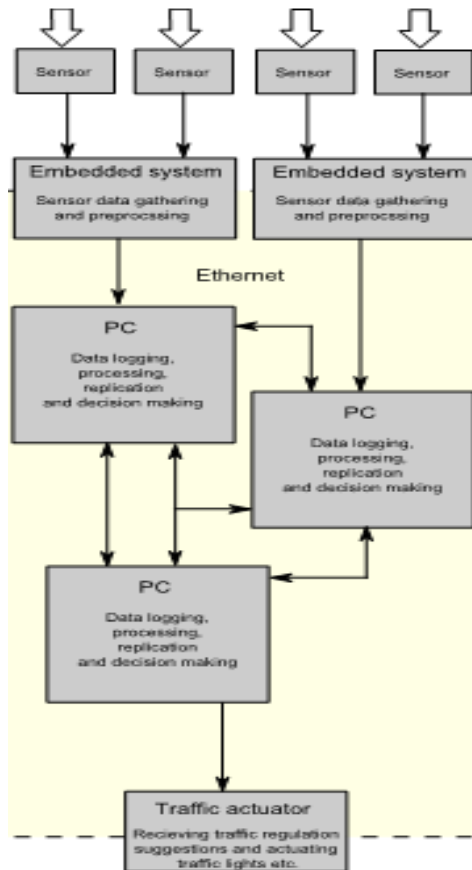 Sensor
Sensor
Sensor
Sensor
Embedded system
Sensor data gathering
and preprocssing
Embedded system
Sensor data gathering
and preprocssing
Ethernet
PC
Data logging,
processing,
replication
and decision making
PC
Data logging,
processing,
replication
and decision making
PC
Data logging,
processing,
replication
and decision making
Traffic actuator
Recieving traffic regulation
suggestions and actuating
traffic lights etc.